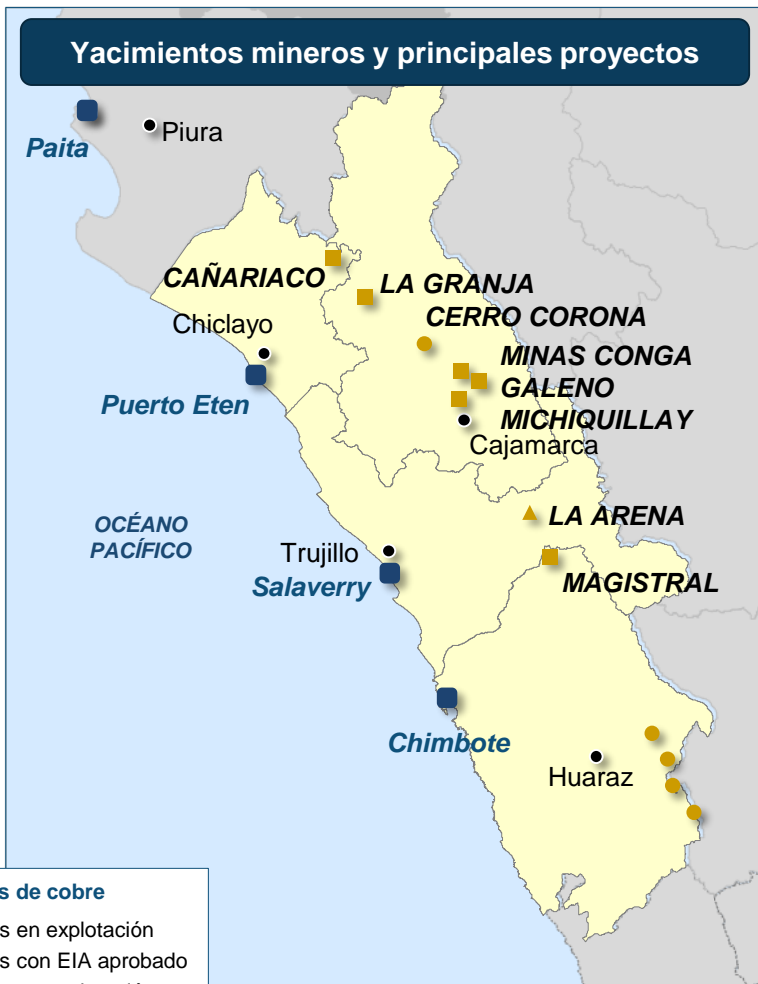 Yacimientos mineros y principales proyectos
Piura
Paita
CAÑARIACO
LA GRANJA
CERRO CORONA
Chiclayo
MINAS CONGA
GALENO
MICHIQUILLAY
Puerto Eten
Cajamarca
OCÉANO
PACÍFICO
LA ARENA
Trujillo
Salaverry
MAGISTRAL
Chimbote
Huaraz
s de cobre
s en explotación
s con EIA aprobado